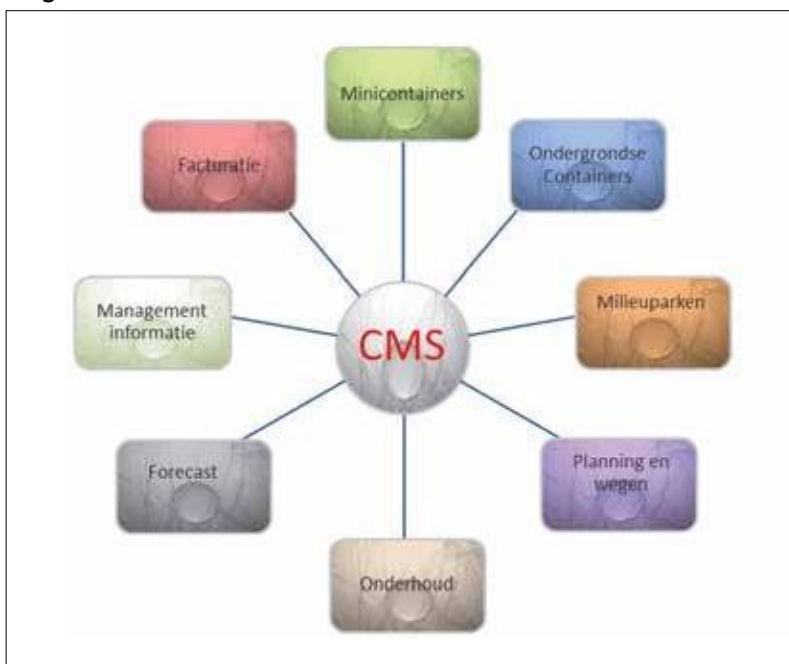 Minicontainers
Facturatie
Ondergrondse
Containers
Management
informatie
Milieuparken
CMS
Forecast
Planning en
wegen
Onderhoud